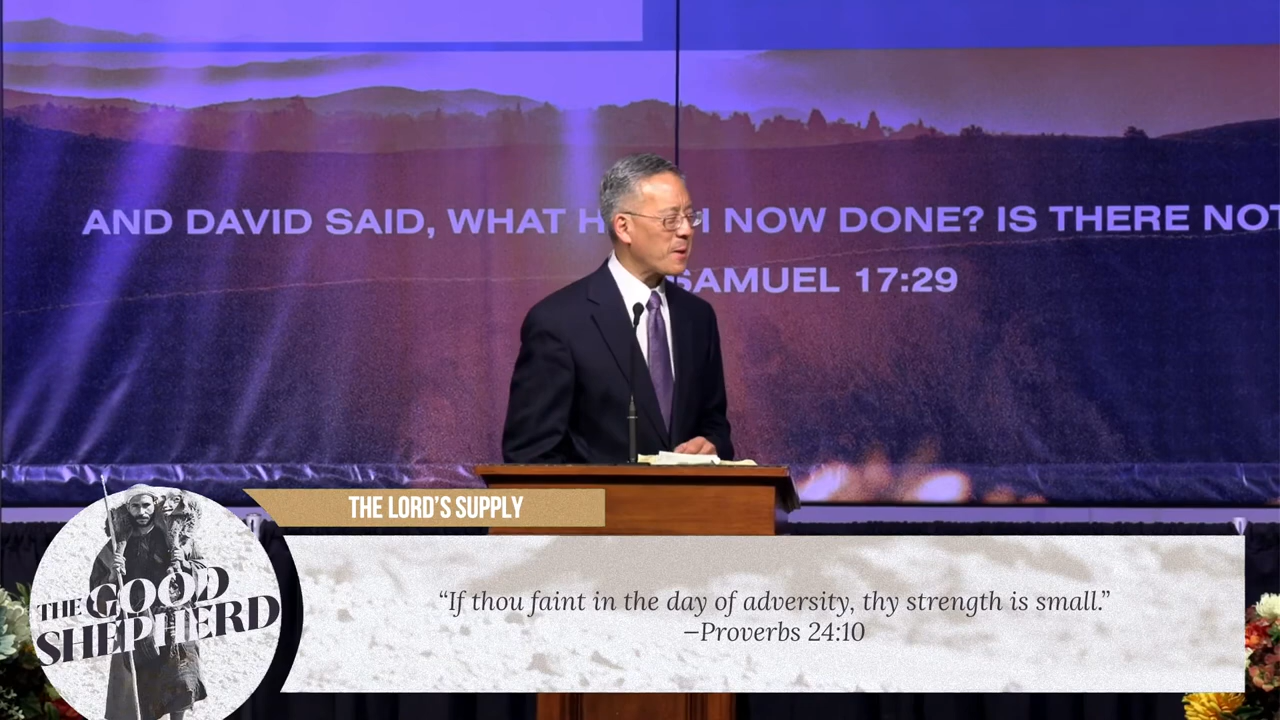 AND DAVID SAID, WHAT H I NOW DONE? IS THERE NOT
SAMUEL 17:29
THE LORD'S SUPPLY
THE GOOD
SHEPHERD
“If thou faint in the day of adversity, thy strength is small.”
—Proverbs 24:10